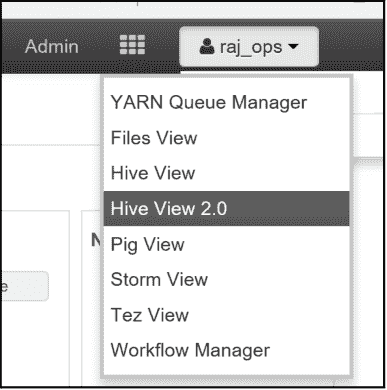 Admin
raj_ops
YARN Queue Manager
Files View
Hive View
Hive View 2.0
Pig View
Storm View
Tez View
Workflow Manager
N
e